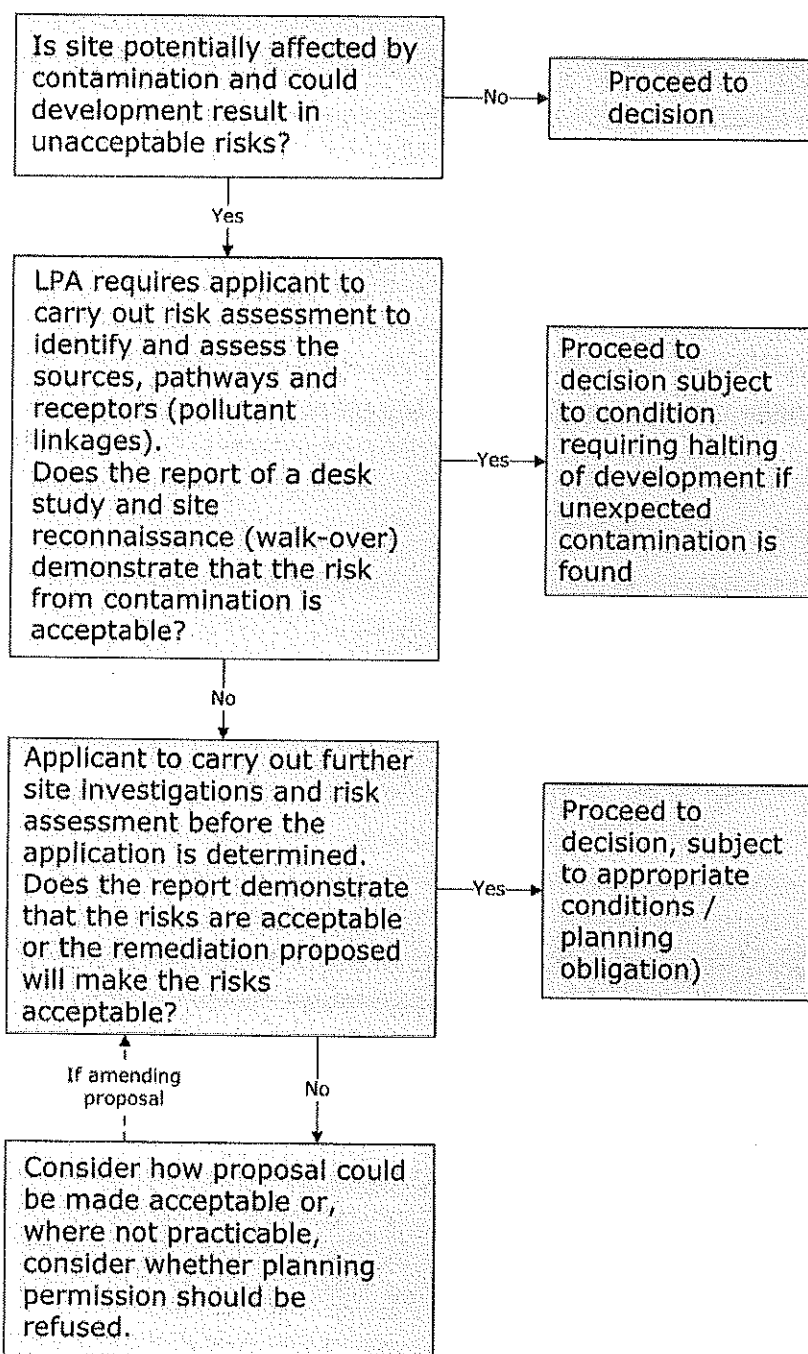 Is site potentially affected by
contamination and could
development result in
unacceptable risks?
No
Proceed to
decision
Yes
LPA requires applicant to
carry out risk assessment to
identify and assess the
sources, pathways and
receptors (pollutant
linkages).
Does the report of a desk
study and site
reconnaissance (walk-over)
demonstrate that the risk
from contamination is
acceptable?
Yes
Proceed to
decision subject
to condition
requiring halting
of development if
unexpected
contamination is
found
No
Applicant to carry out further
site investigations and risk
assessment before the
application is determined.
Does the report demonstrate
that the risks are acceptable
or the remediation proposed
will make the risks
acceptable?
Yes
Proceed to
decision, subject
to appropriate
conditions /
planning
obligation)
If amending
proposal
No
Consider how proposal could
be made acceptable or,
where not practicable,
consider whether planning
permission should be
refused.